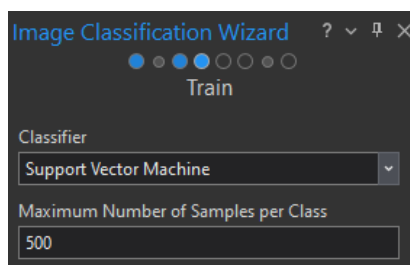 Image Classification Wizard ?
Train
Classifier
Support Vector Machine
Maximum Number of Samples per Class
500